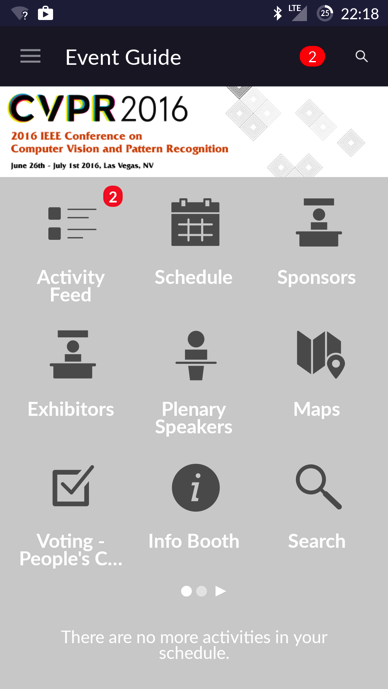 LTE
25
22:18
Event Guide
2
CVPR2016
2016 IEEE Conference on
Computer Vision and Pattern Recognition
June 26th - July 1st 2016, Las Vegas, NV
2
Activity
Feed
Schedule
Sponsors
Exhibitors
Plenary
Speakers
Maps
Voting -
People's C...
Info Booth
Search
There are no more activities in your
schedule.